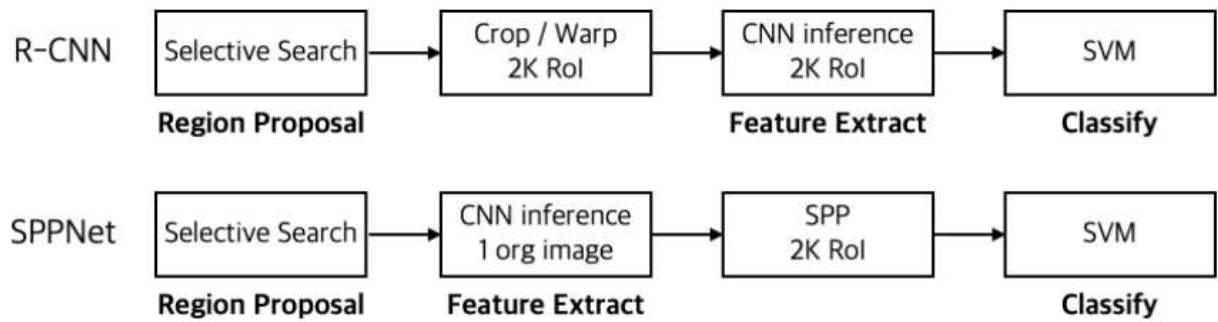 R-CNN
Selective Search
Crop / Warp
2K RoI
CNN inference
2K RoI
SVM
Region Proposal
Feature Extract
Classify
SPPNet
Selective Search
CNN inference
1 org image
SPP
2K RoI
SVM
Region Proposal
Feature Extract
Classify